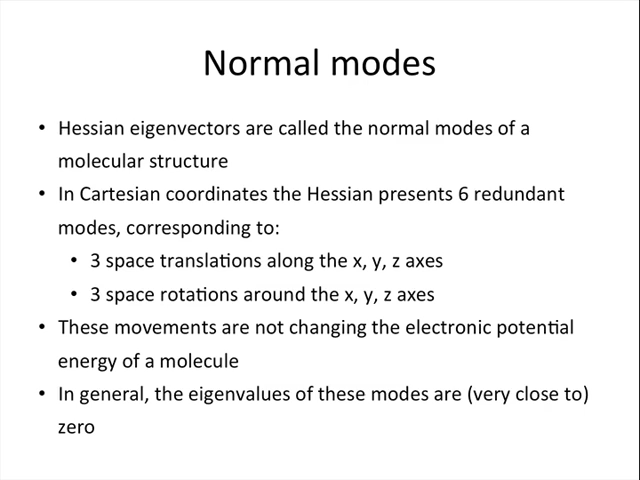 Normal modes
• Hessian eigenvectors are called the normal modes of a
molecular structure
• In Cartesian coordinates the Hessian presents 6 redundant
modes, corresponding to:
• 3 space translations along the x, y, z axes
• 3 space rotations around the x, y, z axes
• These movements are not changing the electronic potential
energy of a molecule
• In general, the eigenvalues of these modes are (very close to)
zero